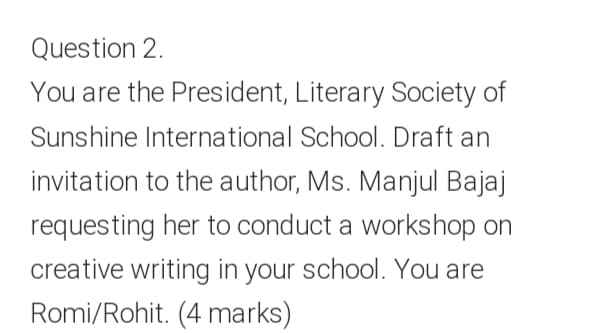 Question 2.
You are the President, Literary Society of
Sunshine International School. Draft an
invitation to the author, Ms. Manjul Bajaj
requesting her to conduct a workshop on
creative writing in your school. You are
Romi/Rohit. (4 marks)